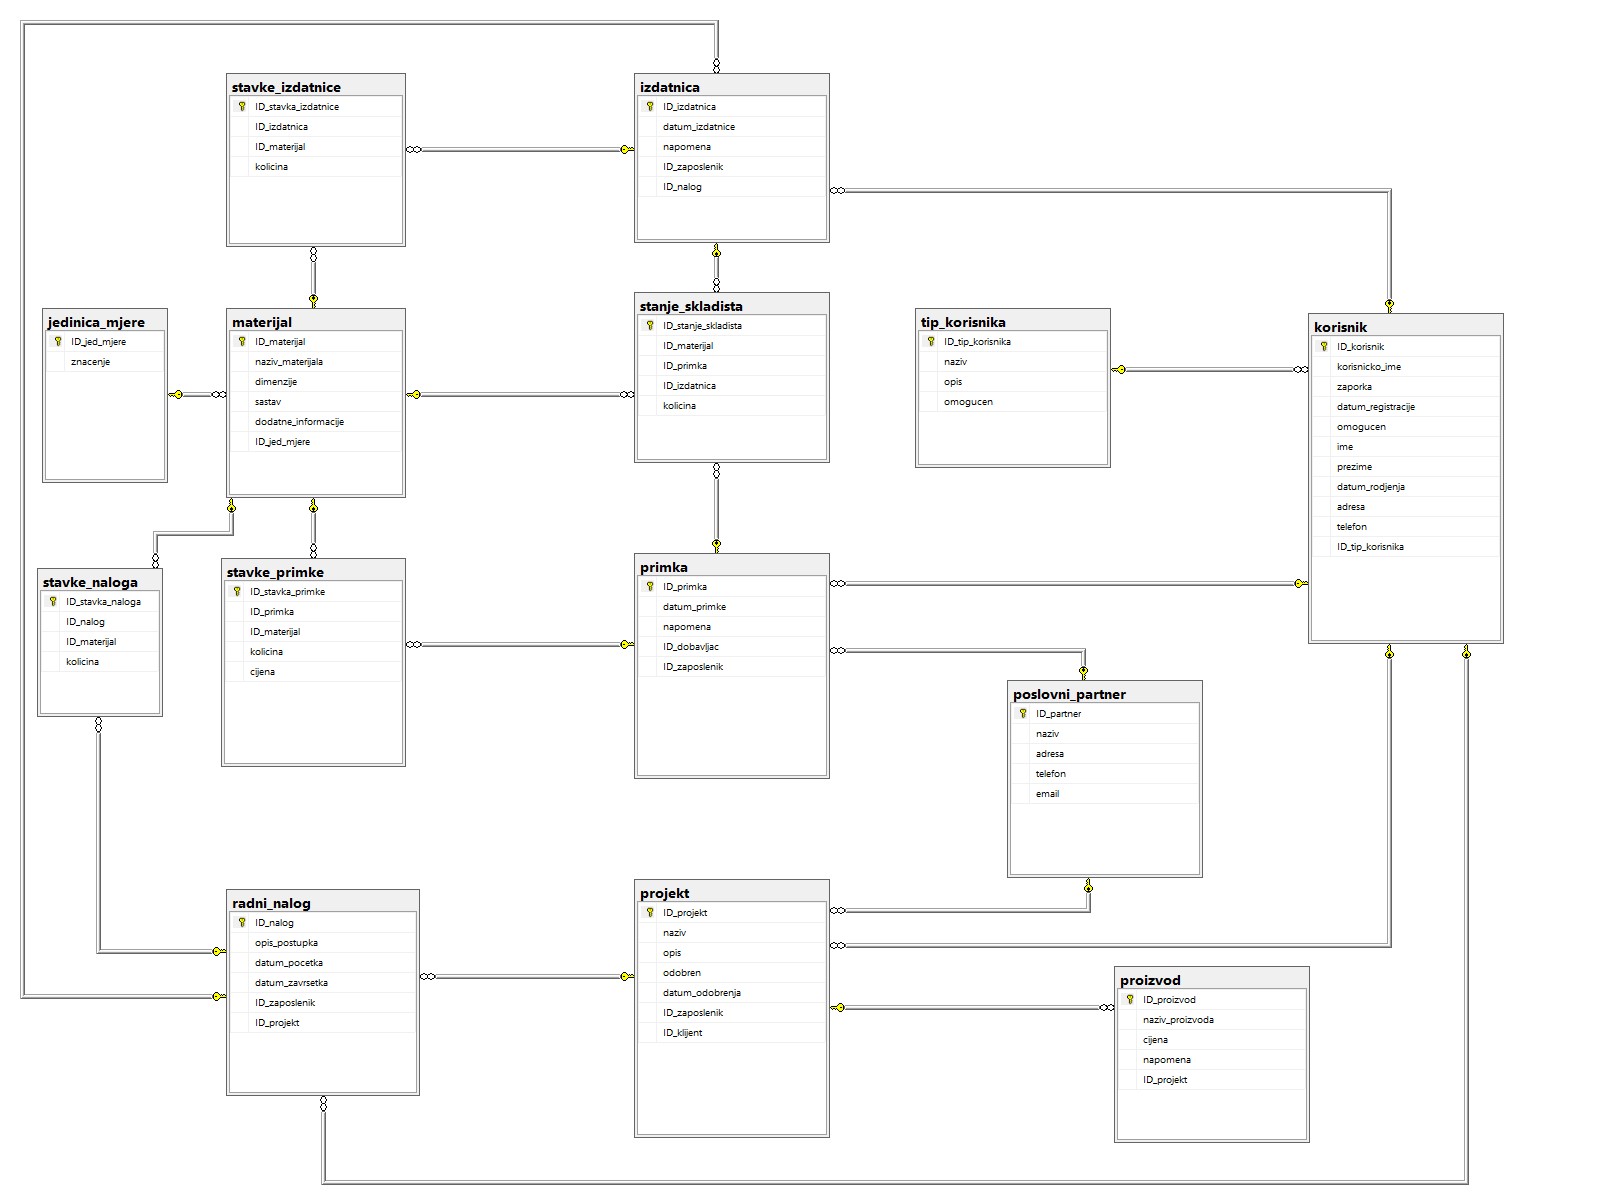 stavke_izdatnice
ID_stavka_izdatnice
ID_izdatnica
ID_materijal
kolicina
izdatnica
ID_izdatnica
datum_izdatnice
napomena
ID_zaposlenik
ID_nalog
jedinica_mjere
ID_jed_mjere
znacenje
materijal
ID_materijal
naziv_materijala
dimenzije
sastav
dodatne_informacije
ID_jed_mjere
stanje_skladista
ID_stanje_skladista
ID_materijal
ID_primka
ID_izdatnica
kolicina
tip_korisnika
ID_tip_korisnika
naziv
opis
omogucen
korisnik
ID_korisnik
korisnicko_ime
zaporka
datum_registracije
omogucen
ime
prezime
datum_rodjenja
adresa
telefon
ID_tip_korisnika
stavke_naloga
ID_stavka_naloga
ID_nalog
ID_materijal
kolicina
stavke_primke
ID_stavka_primke
ID_primka
ID_materijal
kolicina
cijena
primka
ID_primka
datum_primke
napomena
ID_dobavljac
ID_zaposlenik
poslovni_partner
ID_partner
naziv
adresa
telefon
email
radni_nalog
ID_nalog
opis_postupka
datum_pocetka
datum_zavrsetka
ID_zaposlenik
ID_projekt
projekt
ID_projekt
naziv
opis
odobren
datum_odobrenja
ID_zaposlenik
ID_klijent
proizvod
ID_proizvod
naziv_proizvoda
cijena
napomena
ID_projekt